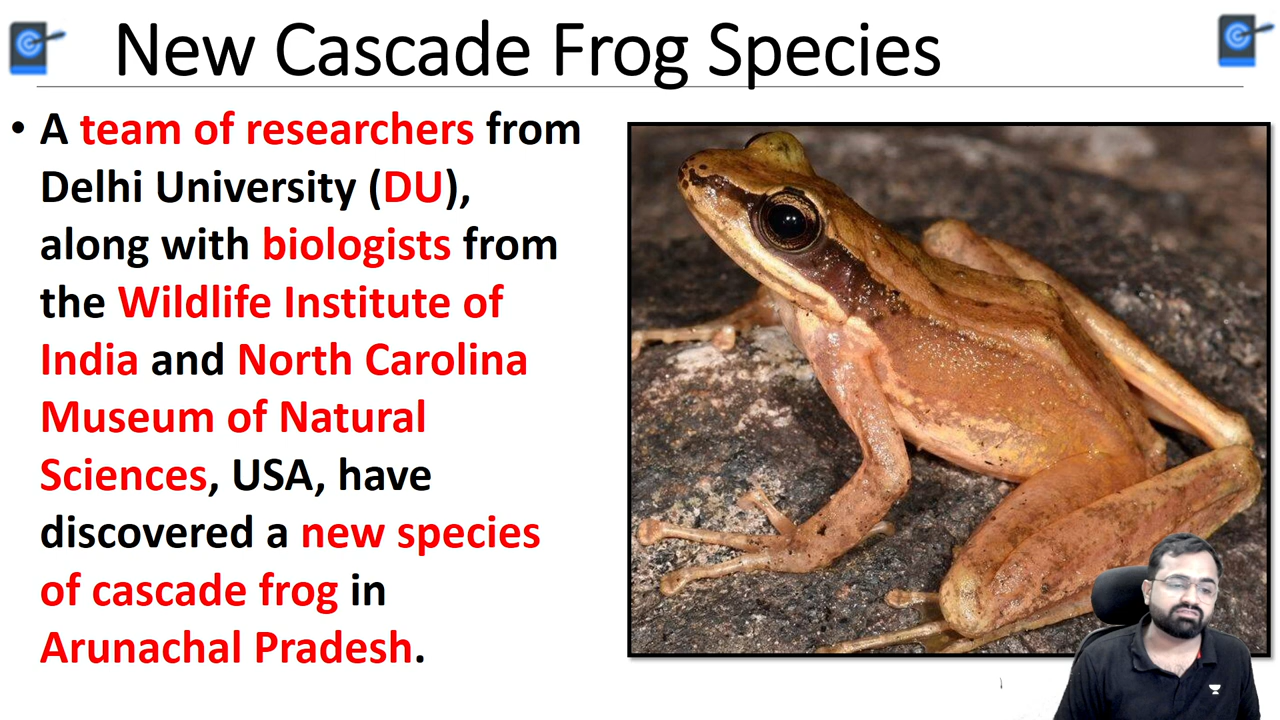 New Cascade Frog Species
• A team of researchers from
Delhi University (DU),
along with biologists from
the Wildlife Institute of
India and North Carolina
Museum of Natural
Sciences, USA, have
discovered a new species
of cascade frog in
Arunachal Pradesh.